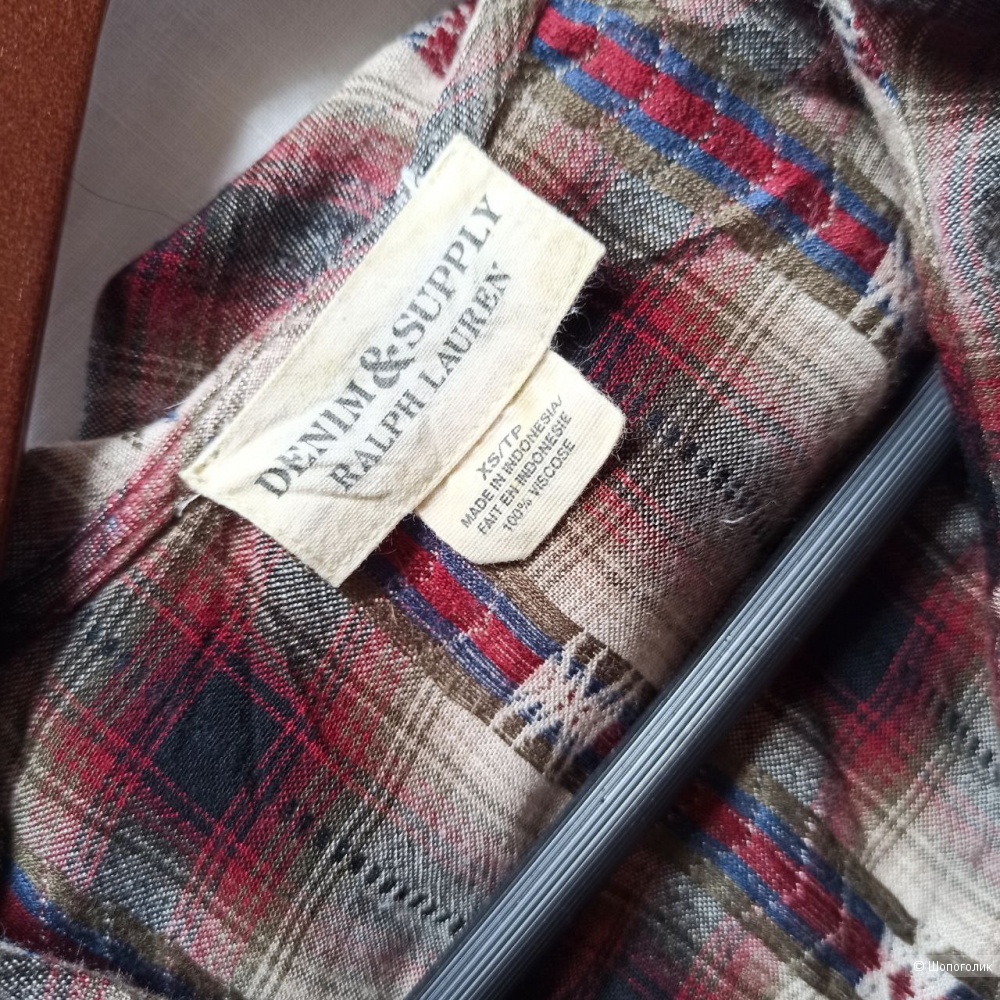 DENIM&SUPPLY
RALPH LAUREN
XS/TP
MADE IN INDONESIA/
FAIT EN INDONESIE
100% VISCOSE
© Шопоголик